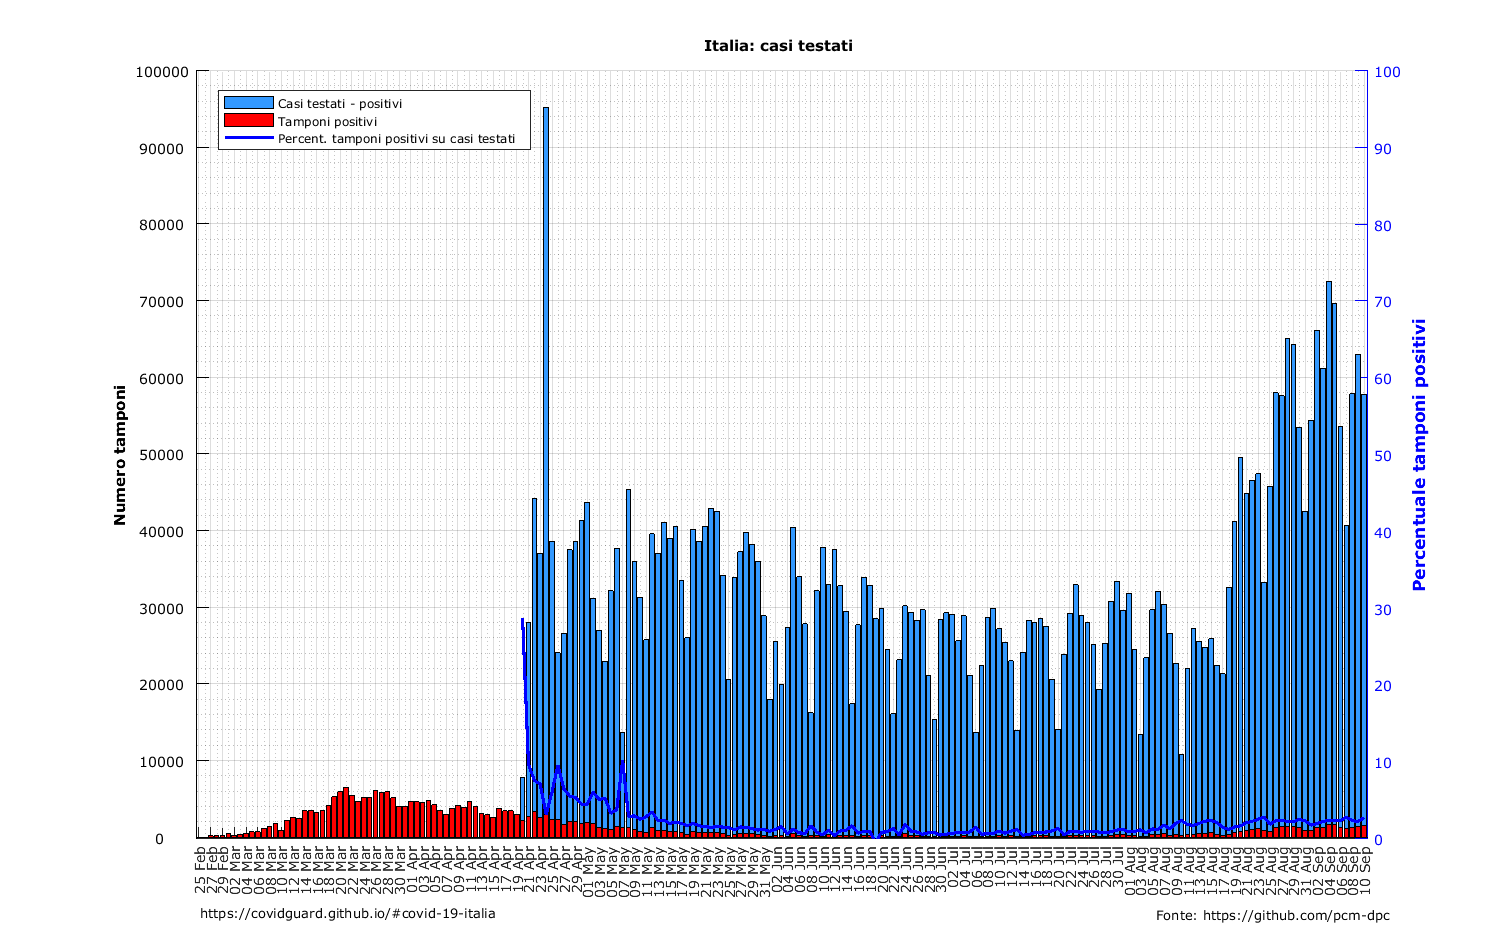 Italia: casi testati
Casi testati - positivi
Tamponi positivi
Percent. tamponi positivi su casi testati
Numero tamponi
100000
90000
80000
70000
60000
50000
40000
30000
20000
10000
0
100
90
80
70
60
50
40
30
20
10
0
Percentuale tamponi positivi
25 Feb
27 Feb
29 Feb
02 Mar
04 Mar
06 Mar
08 Mar
10 Mar
12 Mar
14 Mar
16 Mar
18 Mar
20 Mar
22 Mar
24 Mar
26 Mar
28 Mar
30 Mar
01 Apr
03 Apr
05 Apr
07 Apr
09 Apr
11 Apr
13 Apr
15 Apr
17 Apr
19 Apr
21 Apr
23 Apr
25 Apr
27 Apr
29 Apr
01 May
03 May
05 May
07 May
09 May
11 May
13 May
15 May
17 May
19 May
21 May
23 May
25 May
27 May
29 May
31 May
02 Jun
04 Jun
06 Jun
08 Jun
10 Jun
12 Jun
14 Jun
16 Jun
18 Jun
20 Jun
22 Jun
24 Jun
26 Jun
28 Jun
30 Jun
02 Jul
04 Jul
06 Jul
08 Jul
10 Jul
12 Jul
14 Jul
16 Jul
18 Jul
20 Jul
22 Jul
24 Jul
26 Jul
28 Jul
30 Jul
01 Aug
03 Aug
05 Aug
07 Aug
09 Aug
11 Aug
13 Aug
15 Aug
17 Aug
19 Aug
21 Aug
23 Aug
25 Aug
27 Aug
29 Aug
31 Aug
02 Sep
04 Sep
06 Sep
08 Sep
10 Sep
https://covidguard.github.io/#covid-19-italia
Fonte: https://github.com/pcm-dpc